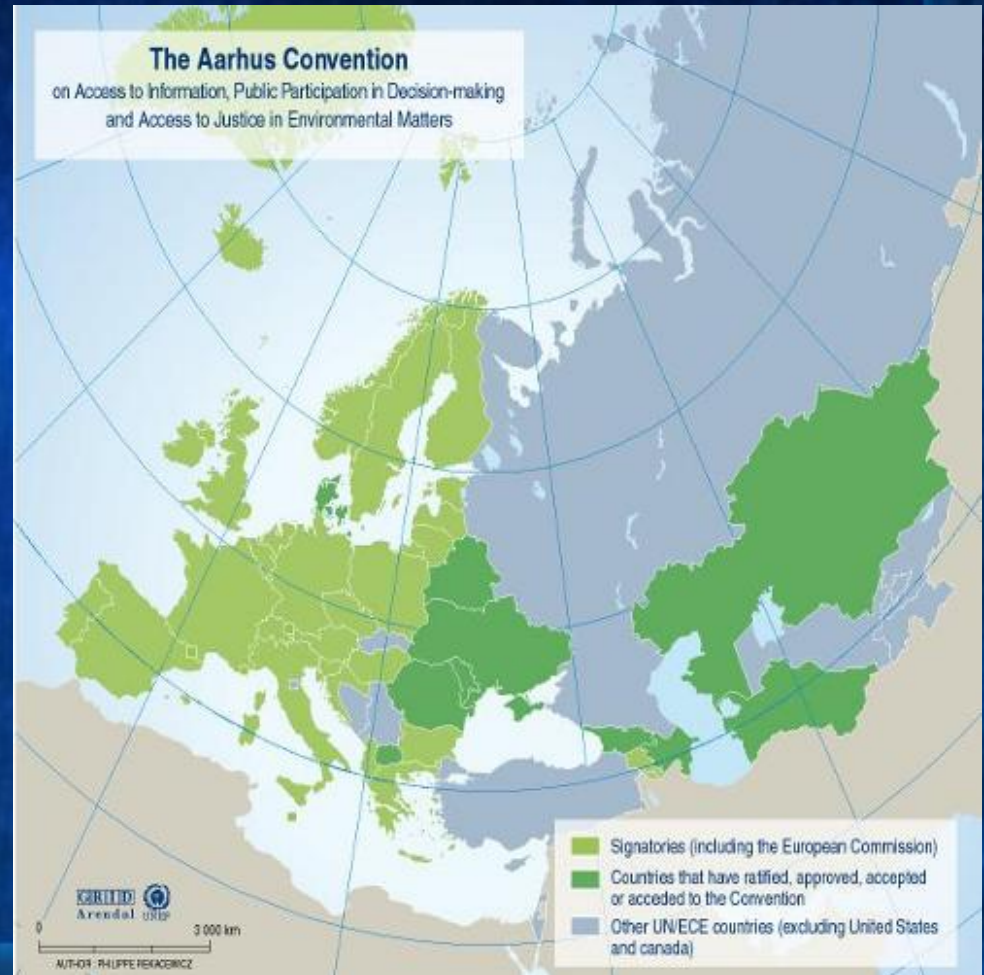 The Aarhus Convention
on Access to Information, Public Participation in Decision-making
and Access to Justice in Environmental Matters
Signatories (including the European Commission)
Countries that have ratified, approved, accepted
or acceded to the Convention
Other UN/ECE countries (excluding United States
and canada)
GRID
Arendal UNEP
0 3 000 km
AUTHOR : PHILIPPE REKACEWICZ